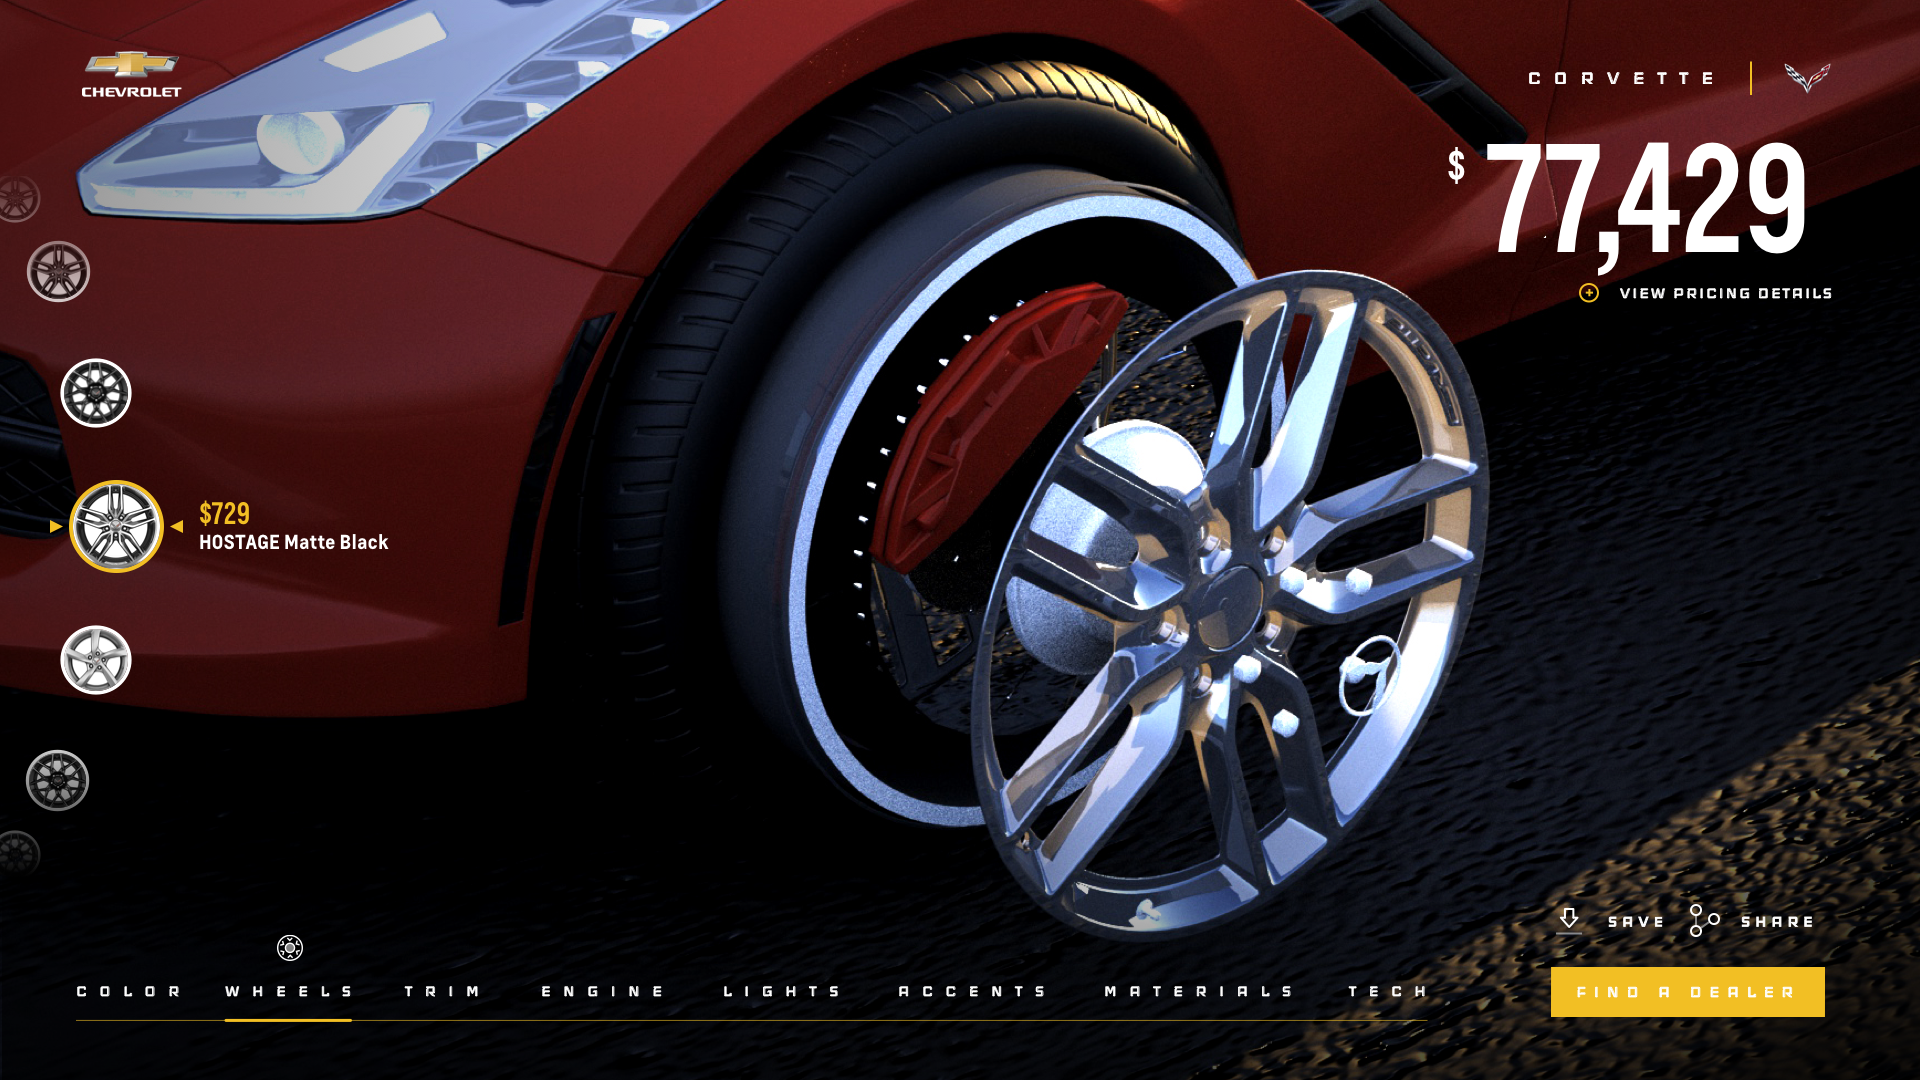 CHEVROLET
CORVETTE
$77,429
VIEW PRICING DETAILS
$729
HOSTAGE Matte Black
SAVE
SHARE
COLOR
WHEELS
TRIM
ENGINE
LIGHTS
ACCENTS
MATERIALS
TECH
FIND A DEALER